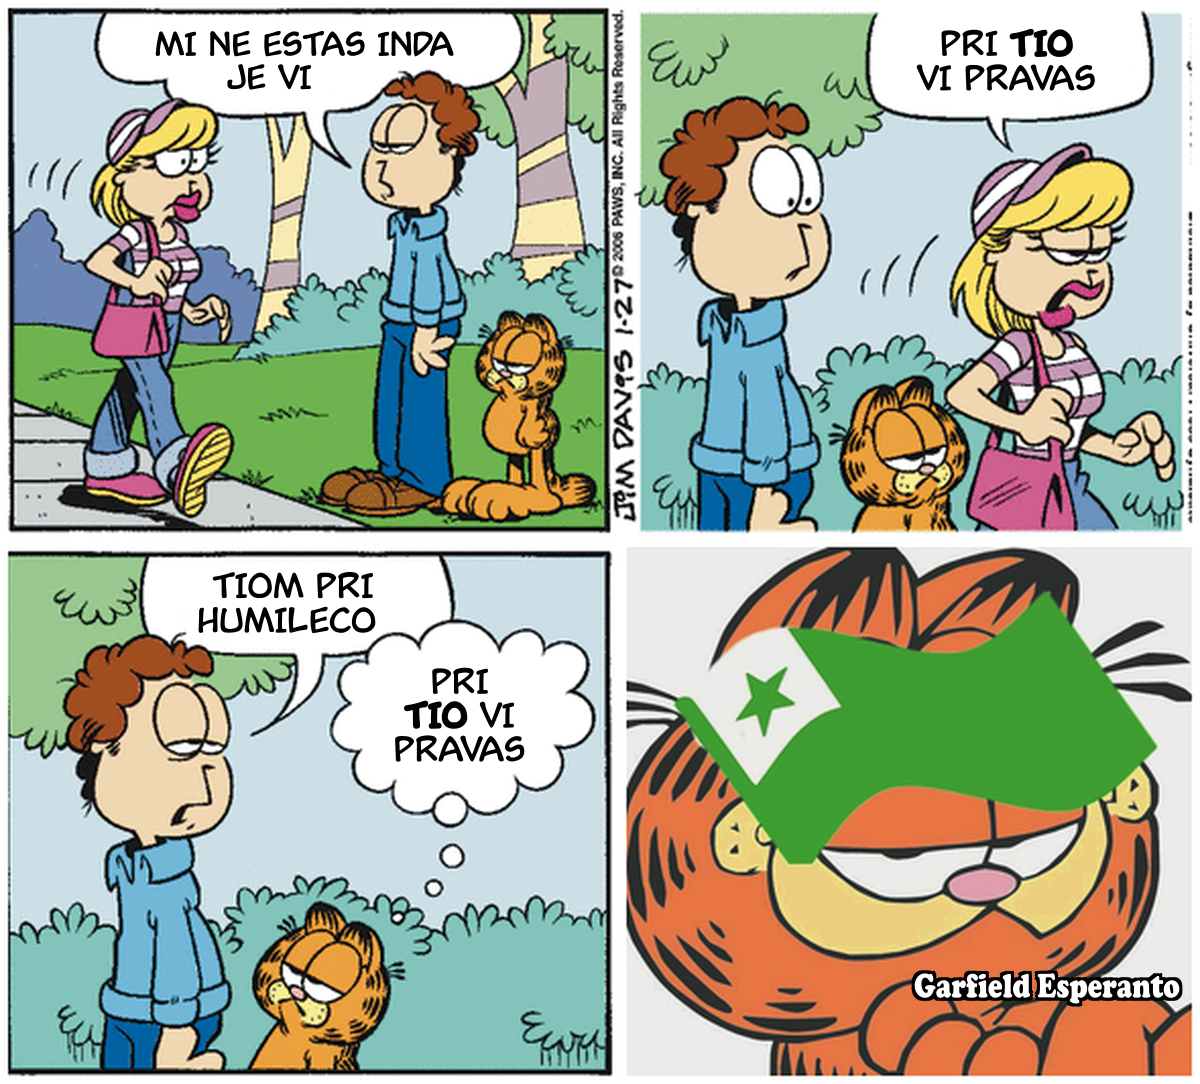 MI NE ESTAS INDA
JE VI
© 2006 PAWS, INC. All Rights Reserved.
JIM DAVIS 1-27
PRI TIO
VI PRAVAS
TIOM PRI
HUMILECO
PRI
TIO VI
PRAVAS
Garfield Esperanto